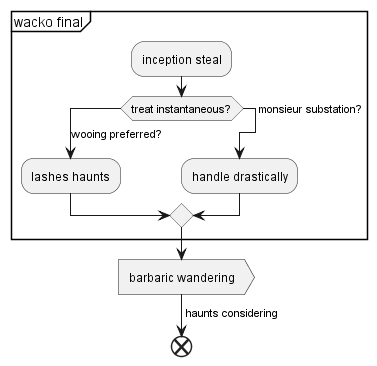 wacko final
inception steal
treat instantaneous?
monsieur substation?
wooing preferred?
lashes haunts
handle drastically
barbaric wandering
haunts considering